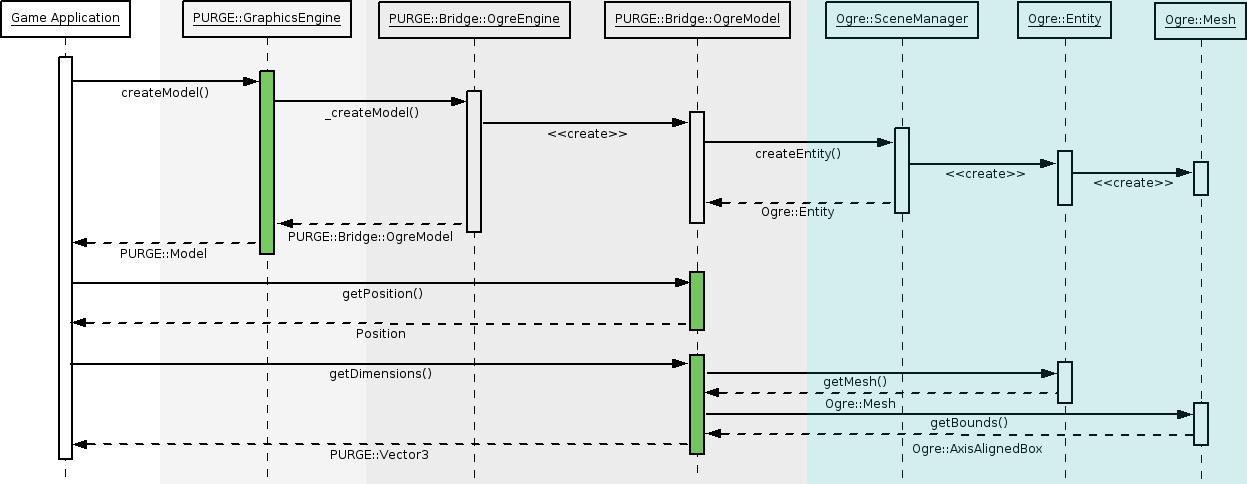 Game Application
PURGE::GraphicsEngine
PURGE::Bridge::OgreEngine
PURGE::Bridge::OgreModel
Ogre::SceneManager
Ogre::Entity
Ogre::Mesh
createModel()
_createModel()
<<create>>
createEntity()
<<create>>
<<create>>
Ogre::Entity
PURGE::Bridge::OgreModel
PURGE::Model
getPosition()
Position
getDimensions()
getMesh()
Ogre::Mesh
getBounds()
Ogre::AxisAlignedBox
PURGE::Vector3